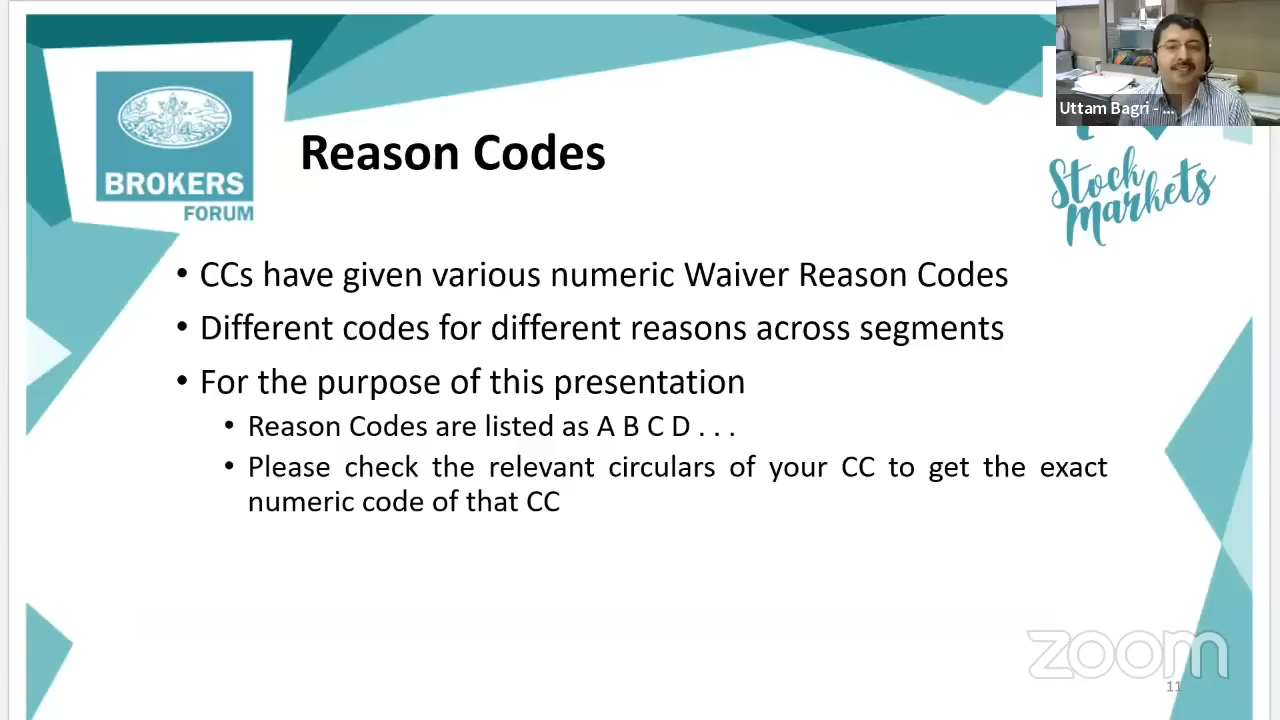 Uttam Bagri - ...
BROKERS
FORUM
Reason Codes
Stock
markets
• CCs have given various numeric Waiver Reason Codes
• Different codes for different reasons across segments
• For the purpose of this presentation
• Reason Codes are listed as A B C D . . .
• Please check the relevant circulars of your CC to get the exact
numeric code of that CC
zoom
11